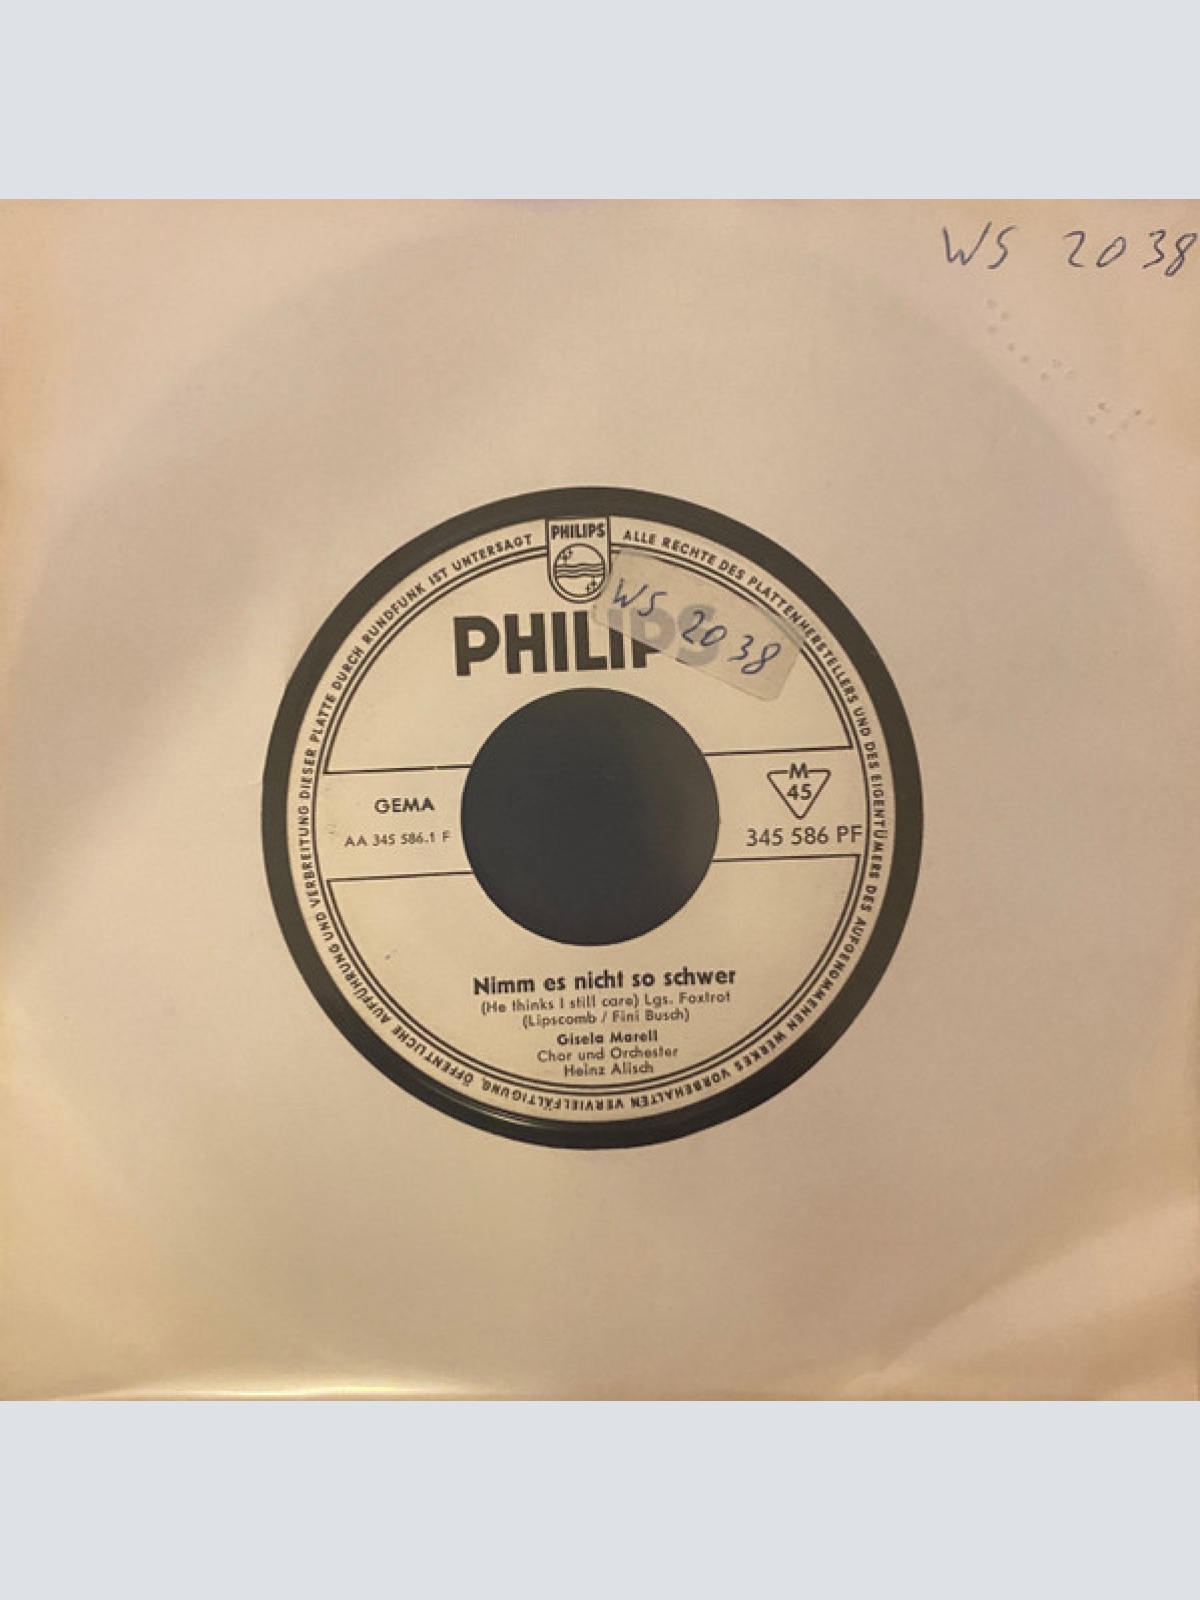 WS 2038
PHILIPS
ALLE RECHTE DES PLATTENHERSTELLERS UND DES EIGENTÜMERS DES AUFGENOMMENEN WERKES VORBEHALTEN VERVIELFÄLTIGUNG, ÖFFENTLICHE AUFFÜHRUNG UND VERBREITUNG DIESER PLATTE DURCH RUNDFUNK IST UNTERSAGT
WS 2038
PHILIPS
GEMA
AA 345 586.1 F
M
45
345 586 PF
Nimm es nicht so schwer
(He thinks I still care) Lgs. Foxtrot
(Lipscomb / Fini Busch)
Gisela Marell
Chor und Orchester
Heinz Alisch